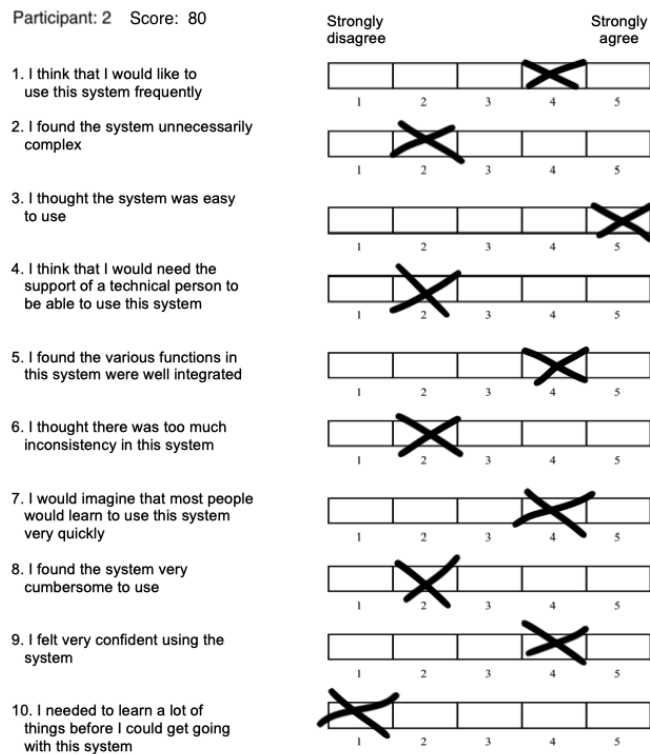 Participant: 2 Score: 80
Strongly disagree
Strongly agree
1. I think that I would like to
use this system frequently
1 2 3 4 5
2. I found the system unnecessarily
complex
1 2 3 4 5
3. I thought the system was easy
to use
1 2 3 4 5
4. I think that I would need the
support of a technical person to
be able to use this system
1 2 3 4 5
5. I found the various functions in
this system were well integrated
1 2 3 4 5
6. I thought there was too much
inconsistency in this system
1 2 3 4 5
7. I would imagine that most people
would learn to use this system
very quickly
1 2 3 4 5
8. I found the system very
cumbersome to use
1 2 3 4 5
9. I felt very confident using the
system
1 2 3 4 5
10. I needed to learn a lot of
things before I could get going
with this system
1 2 3 4 5